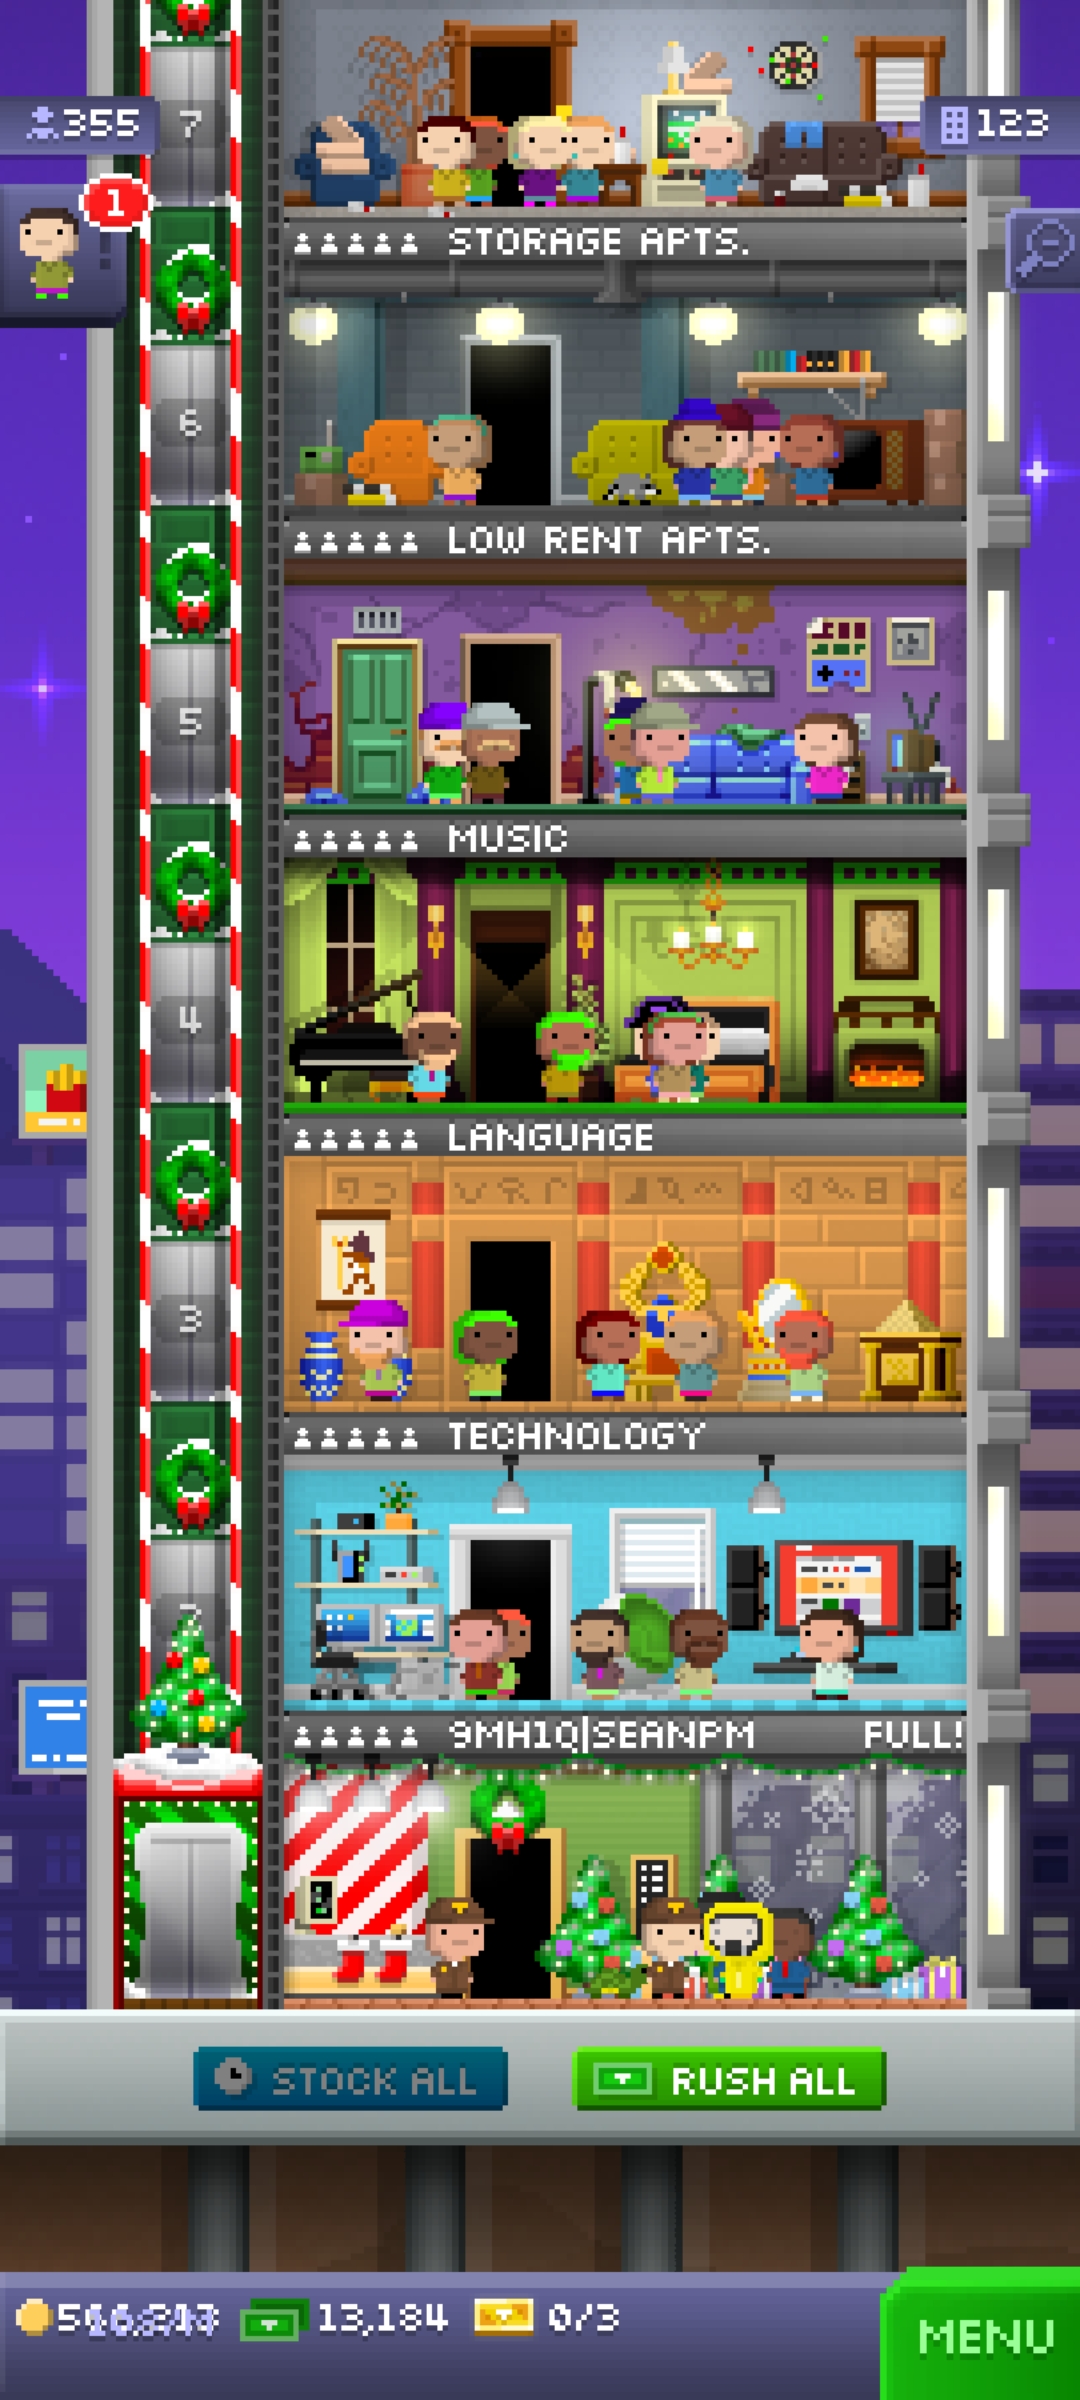 7
355
123
1
STORAGE APTS.
6
LOW RENT APTS.
5
MUSIC
4
LANGUAGE
3
TECHNOLOGY
9MH1Q|SEANPM FULL!
STOCK ALL
RUSH ALL
13,184
0/3
MENU